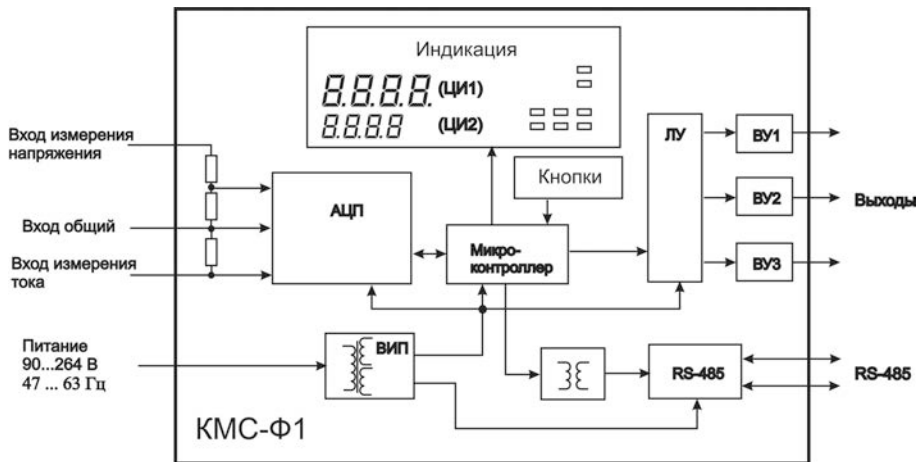 Индикация
8.8.8.8. (ЦИ1)
8.8.8.8 (ЦИ2)
Вход измерения
напряжения
Вход общий
Вход измерения
тока
АЦП
Кнопки
Микро-
контроллер
ЛУ
ВУ1
ВУ2
ВУ3
Выходы
Питание
90...264 В
47 ... 63 Гц
ВИП
RS-485
RS-485
КМС-Ф1